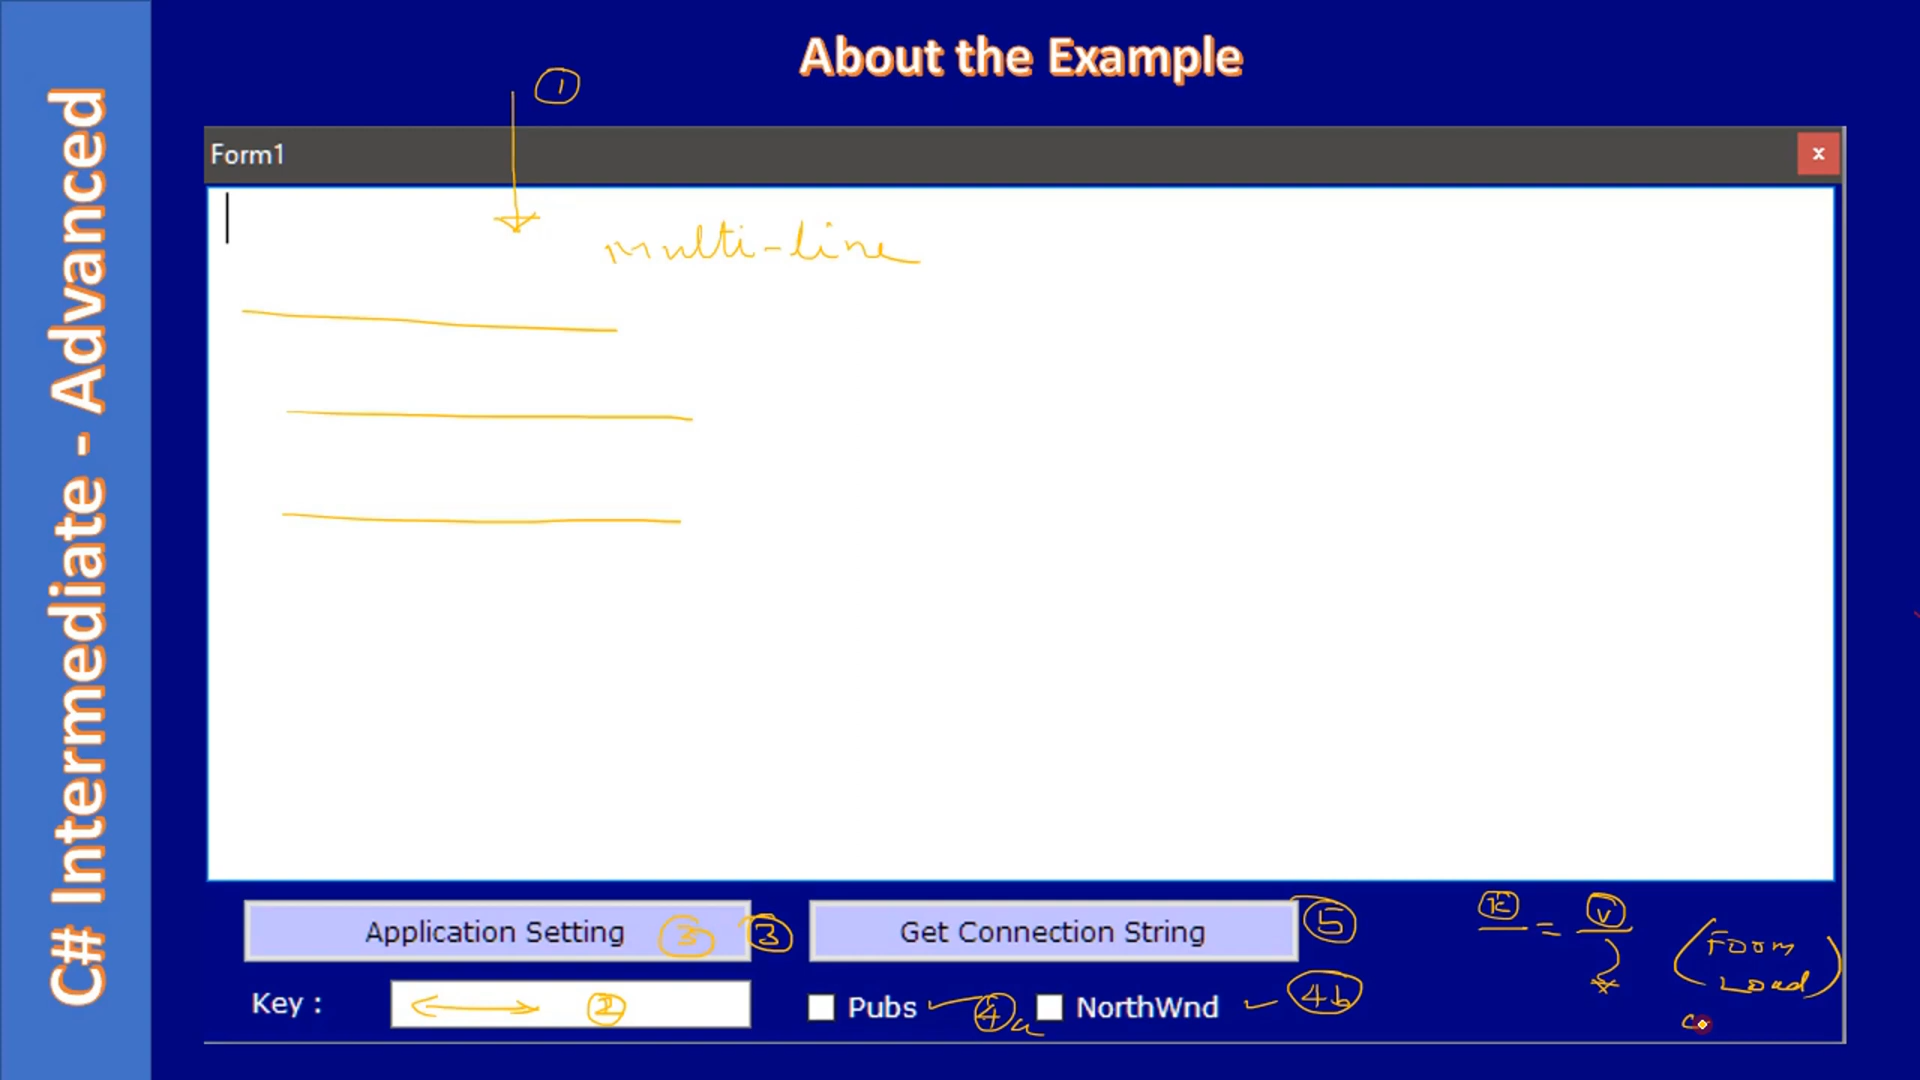 C# Intermediate - Advanced
About the Example
1
Form1
x
multi-line
Application Setting 3 3
Get Connection String 5
K = V
(Form
Load)
Key : 2
Pubs 4a
NorthWnd 4b